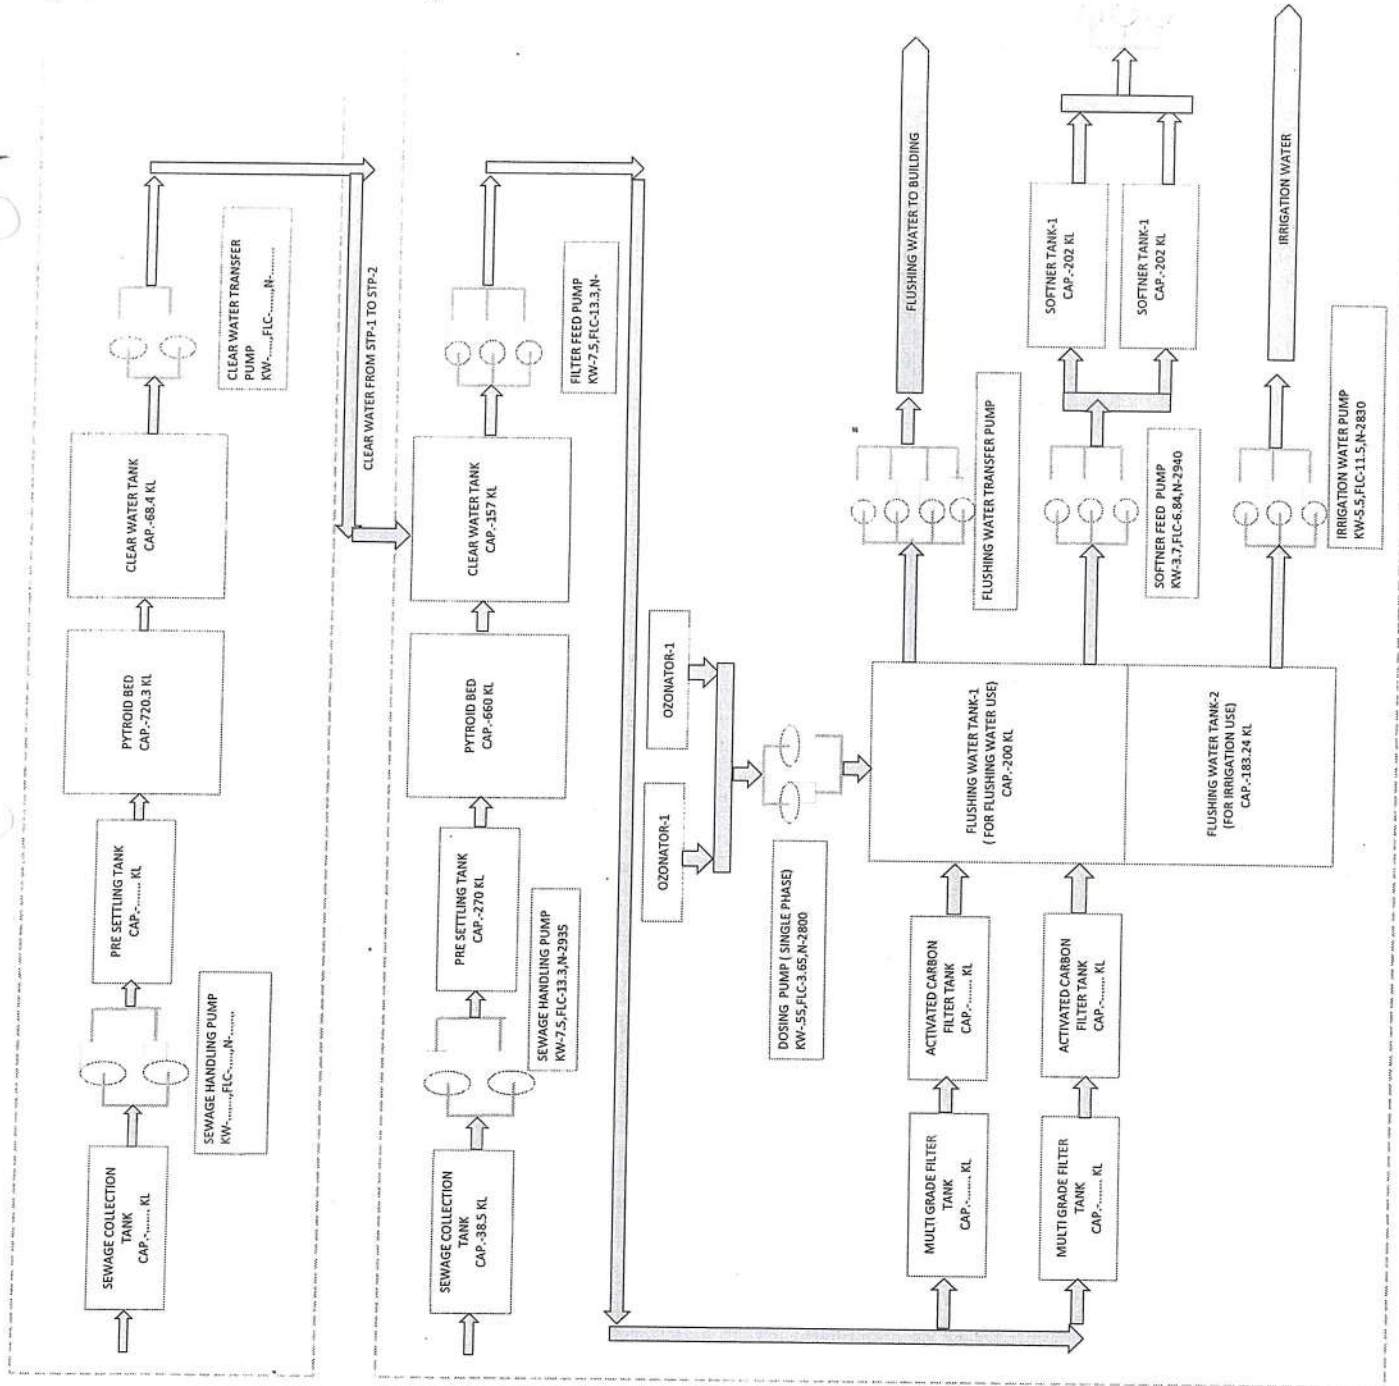 SEWAGE COLLECTION
TANK
CAP.-....... KL
SEWAGE HANDLING PUMP
KW-......,FLC-......,N-.......
PRE SETTLING TANK
CAP.-....... KL
PYTROID BED
CAP.-720.3 KL
CLEAR WATER TANK
CAP.-68.4 KL
CLEAR WATER TRANSFER
PUMP
KW-......,FLC-.......,N-........
CLEAR WATER FROM STP-1 TO STP-2
SEWAGE COLLECTION
TANK
CAP.-38.5 KL
SEWAGE HANDLING PUMP
KW-7.5,FLC-13.3,N-2935
PRE SETTLING TANK
CAP.-270 KL
PYTROID BED
CAP.-660 KL
CLEAR WATER TANK
CAP.-157 KL
FILTER FEED PUMP
KW-7.5,FLC-13.3,N-
OZONATOR-1
OZONATOR-1
DOSING PUMP ( SINGLE PHASE)
KW-.55,FLC-3.65,N-2800
MULTI GRADE FILTER
TANK
CAP.-....... KL
ACTIVATED CARBON
FILTER TANK
CAP.-....... KL
MULTI GRADE FILTER
TANK
CAP.-....... KL
ACTIVATED CARBON
FILTER TANK
CAP.-....... KL
FLUSHING WATER TANK-1
( FOR FLUSHING WATER USE)
CAP.-200 KL
FLUSHING WATER TANK-2
(FOR IRRIGATION USE)
CAP.-183.24 KL
FLUSHING WATER TRANSFER PUMP
FLUSHING WATER TO BUILDING
SOFTNER FEED PUMP
KW-3.7,FLC-6.84,N-2940
SOFTNER TANK-1
CAP.-202 KL
SOFTNER TANK-1
CAP.-202 KL
IRRIGATION WATER PUMP
KW-5.5,FLC-11.5,N-2830
IRRIGATION WATER